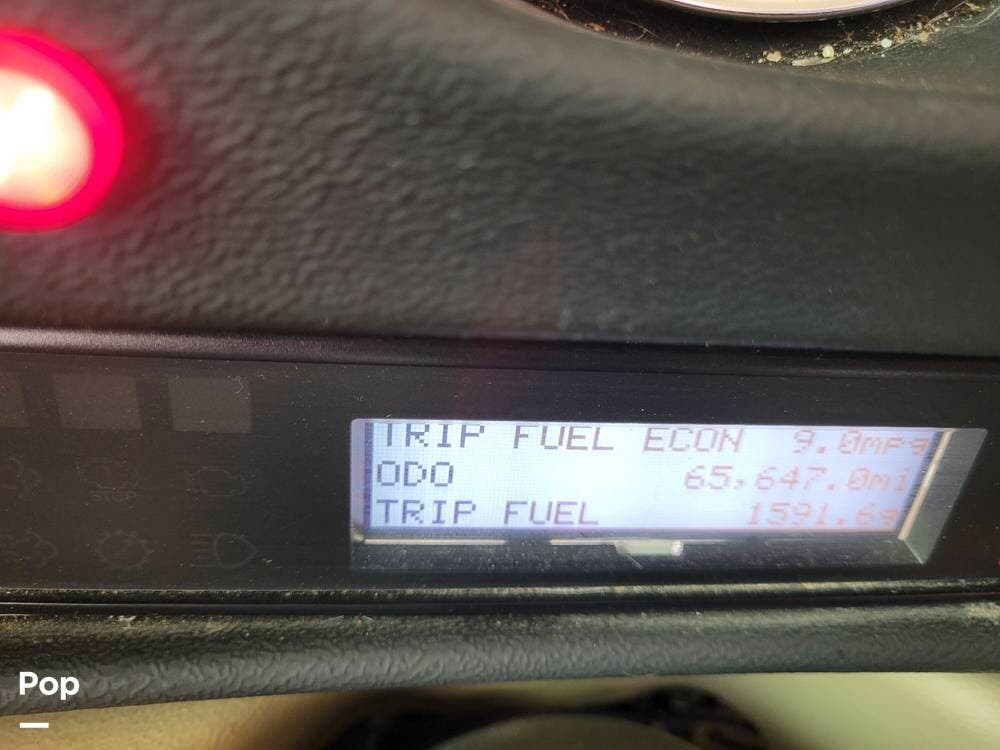 TRIP FUEL ECON 9.0mpg
ODO 65,647.0mi
TRIP FUEL 1591.6g
Pop